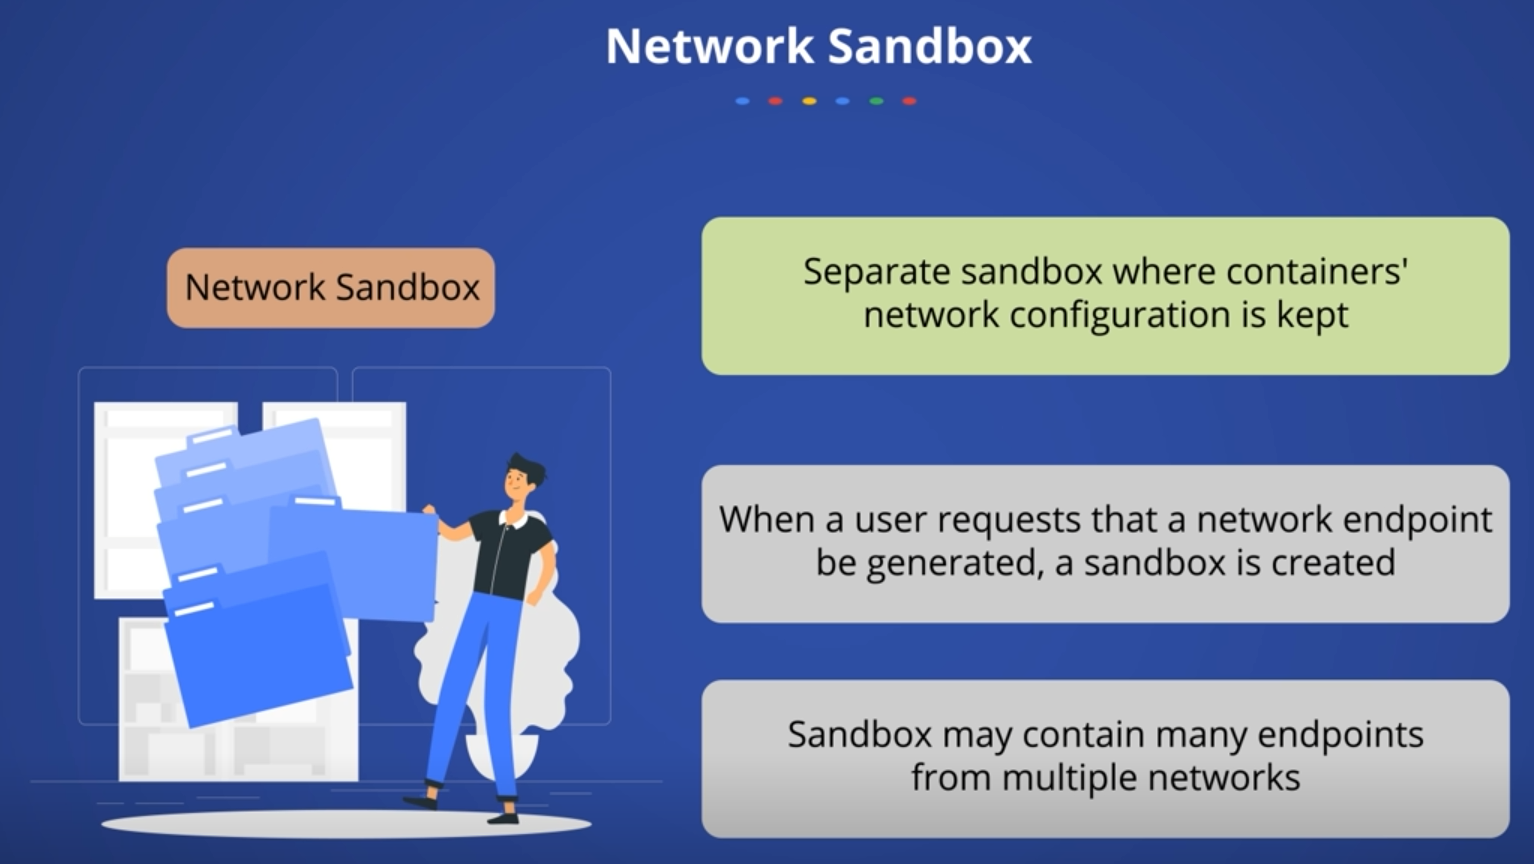 Network Sandbox
Network Sandbox
Separate sandbox where containers'
network configuration is kept
When a user requests that a network endpoint
be generated, a sandbox is created
Sandbox may contain many endpoints
from multiple networks